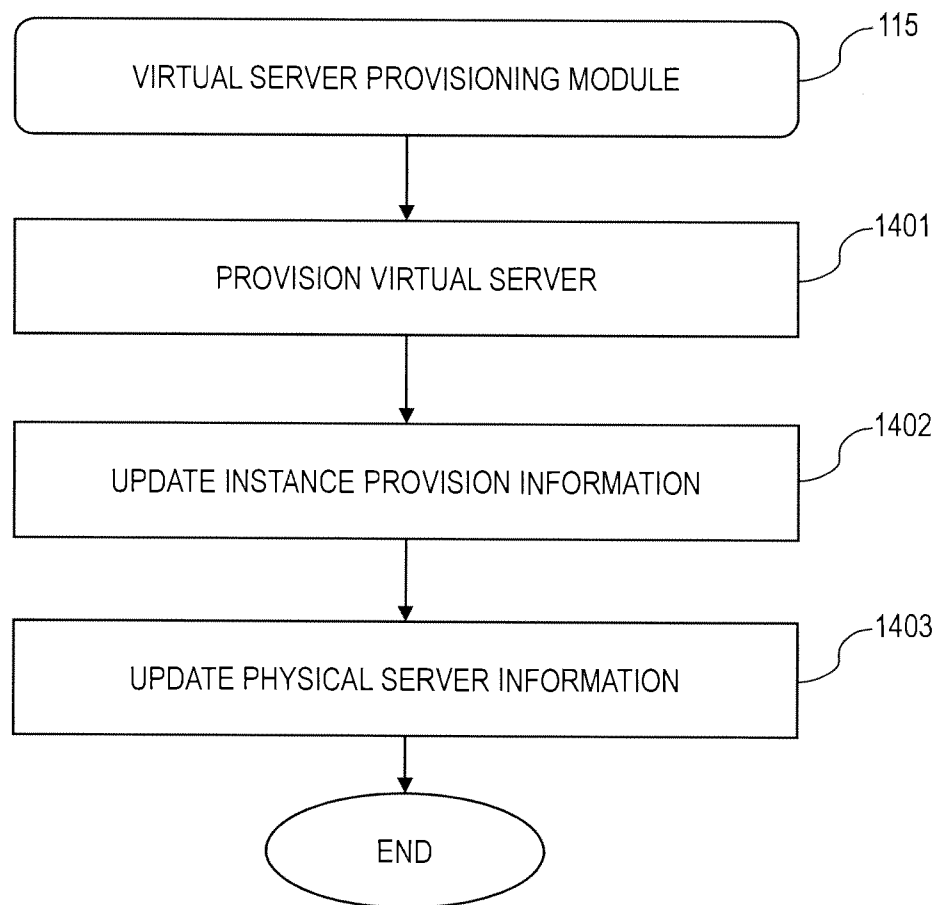 115
VIRTUAL SERVER PROVISIONING MODULE
1401
PROVISION VIRTUAL SERVER
1402
UPDATE INSTANCE PROVISION INFORMATION
1403
UPDATE PHYSICAL SERVER INFORMATION
END